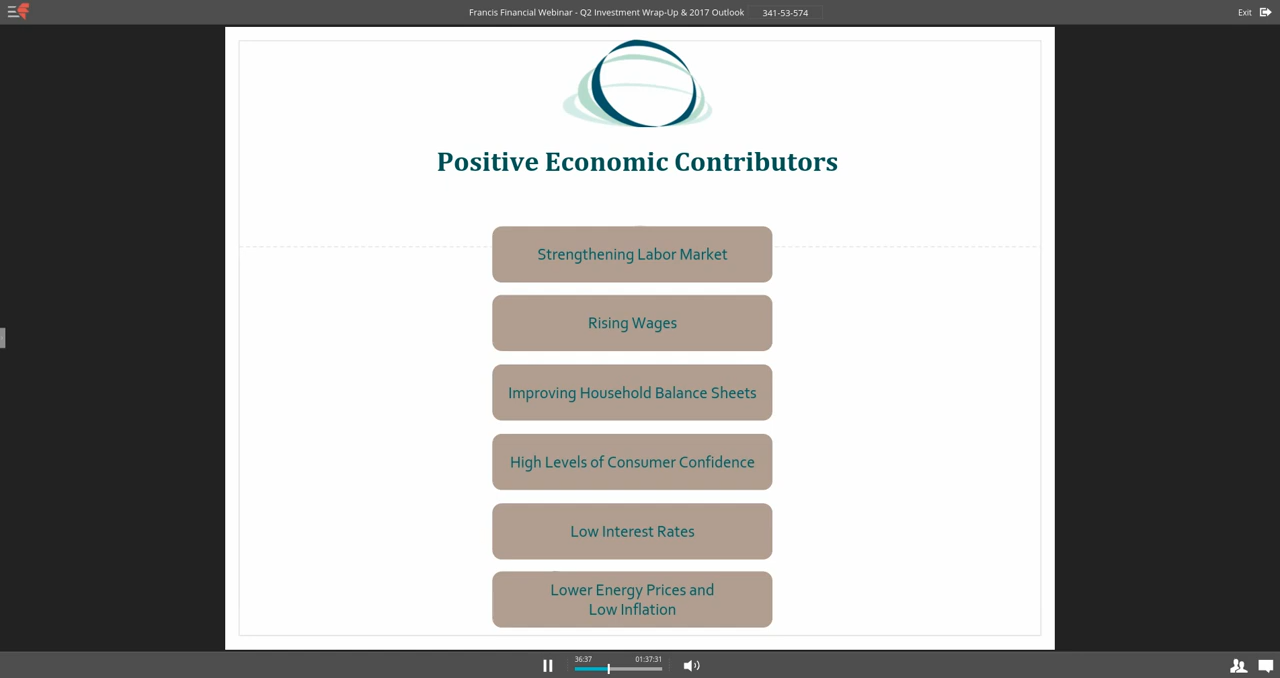 Francis Financial Webinar - Q2 Investment Wrap-Up & 2017 Outlook 341-53-574
Exit
Positive Economic Contributors
Strengthening Labor Market
Rising Wages
Improving Household Balance Sheets
High Levels of Consumer Confidence
Low Interest Rates
Lower Energy Prices and
Low Inflation
36:37 01:37:31